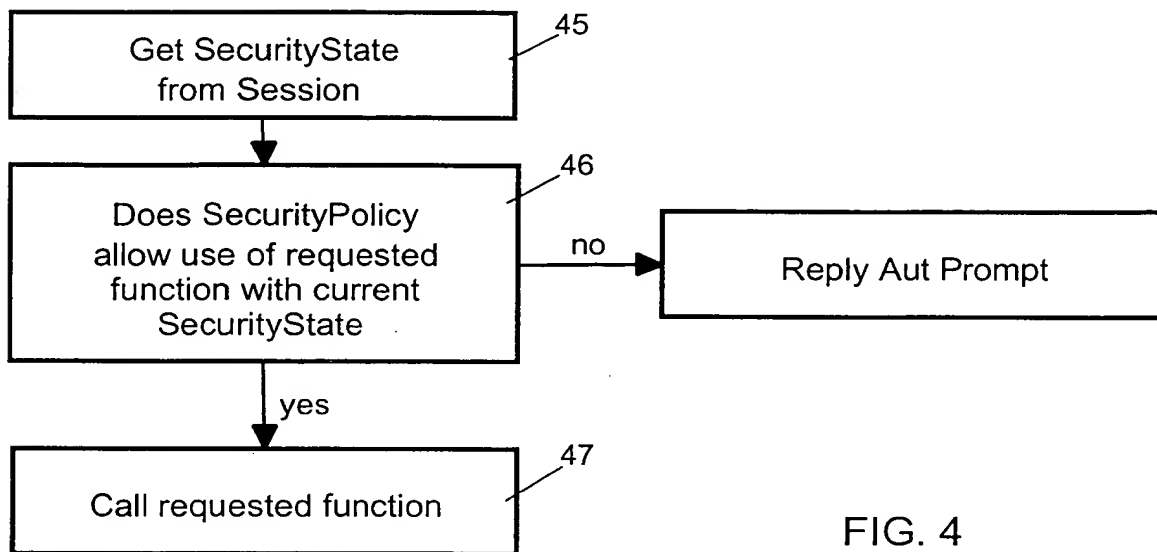 Get SecurityState
from Session
45
Does SecurityPolicy
allow use of requested
function with current
SecurityState
46
no
Reply Aut Prompt
yes
Call requested function
47
FIG. 4